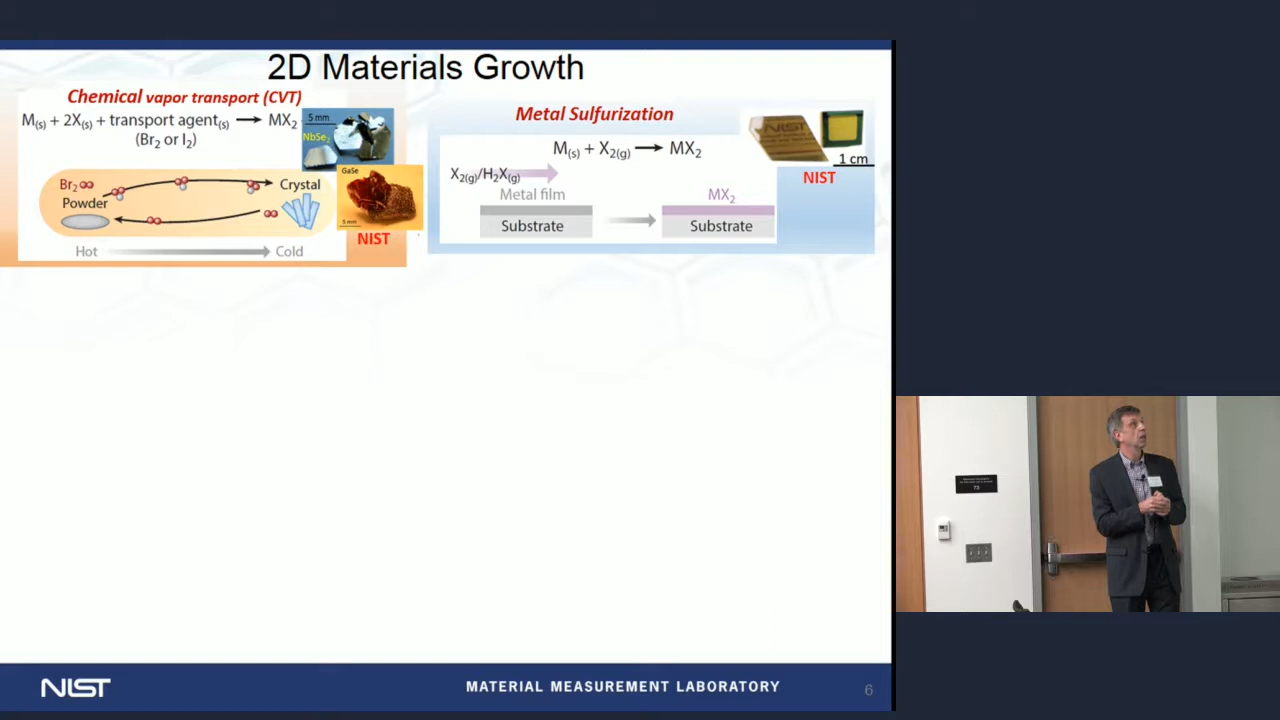 2D Materials Growth
Chemical vapor transport (CVT)
M(s) + 2X(s) + transport agent(s) → MX2
(Br2 or I2)
5 mm
NbSe2
Br2
Powder
Crystal
Hot
Cold
GaSe
5 mm
NIST
Metal Sulfurization
M(s) + X2(g) → MX2
X2(g)/H2X(g)
Metal film
Substrate
MX2
Substrate
NIST
1 cm
NIST
73
NIST
MATERIAL MEASUREMENT LABORATORY
6